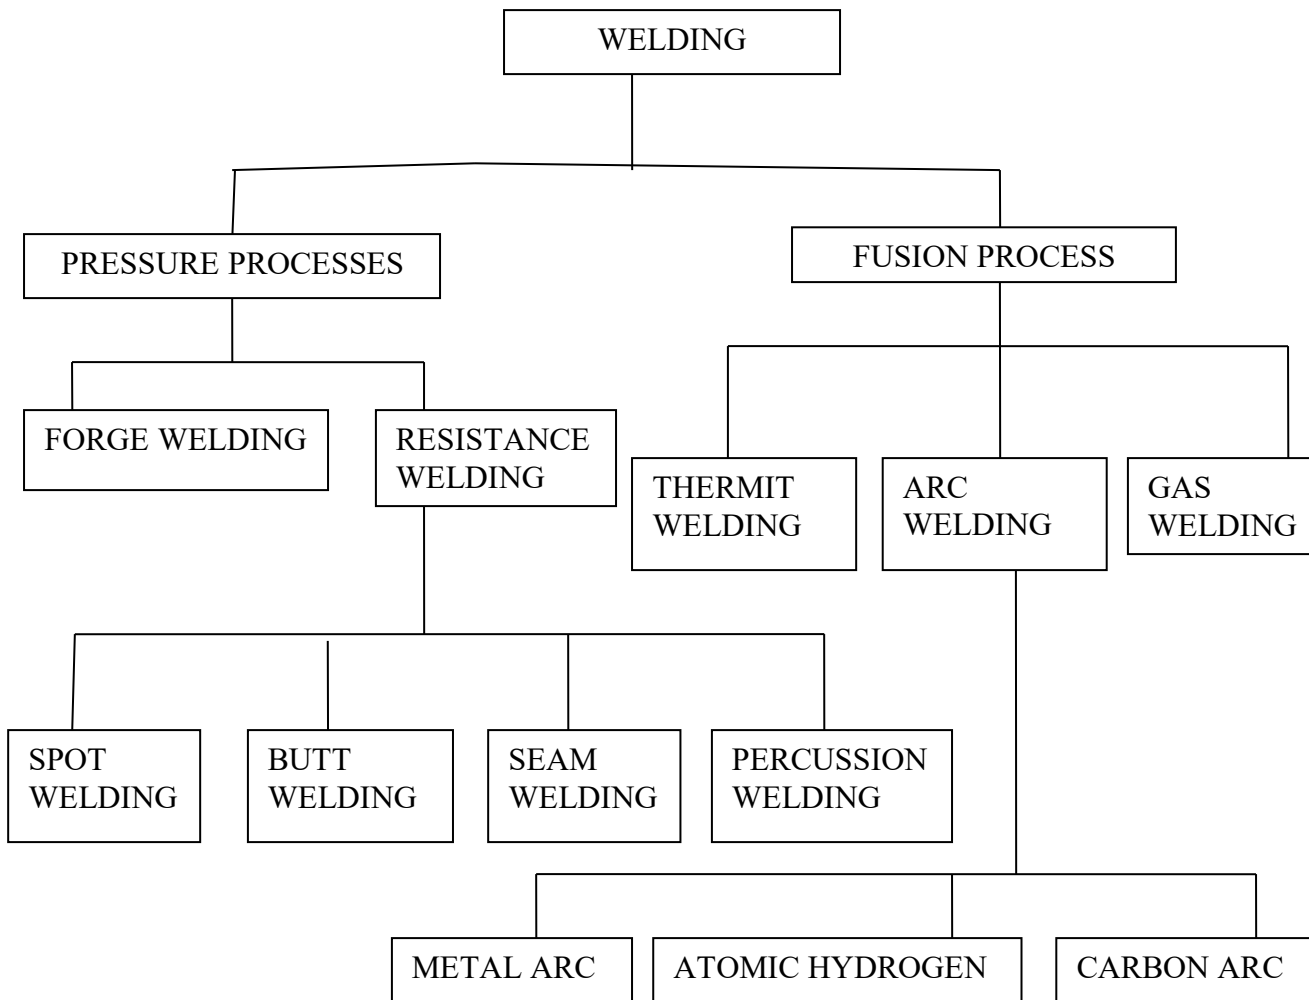 WELDING
PRESSURE PROCESSES
FUSION PROCESS
FORGE WELDING
RESISTANCE
WELDING
THERMIT
WELDING
ARC
WELDING
GAS
WELDING
SPOT
WELDING
BUTT
WELDING
SEAM
WELDING
PERCUSSION
WELDING
METAL ARC
ATOMIC HYDROGEN
CARBON ARC